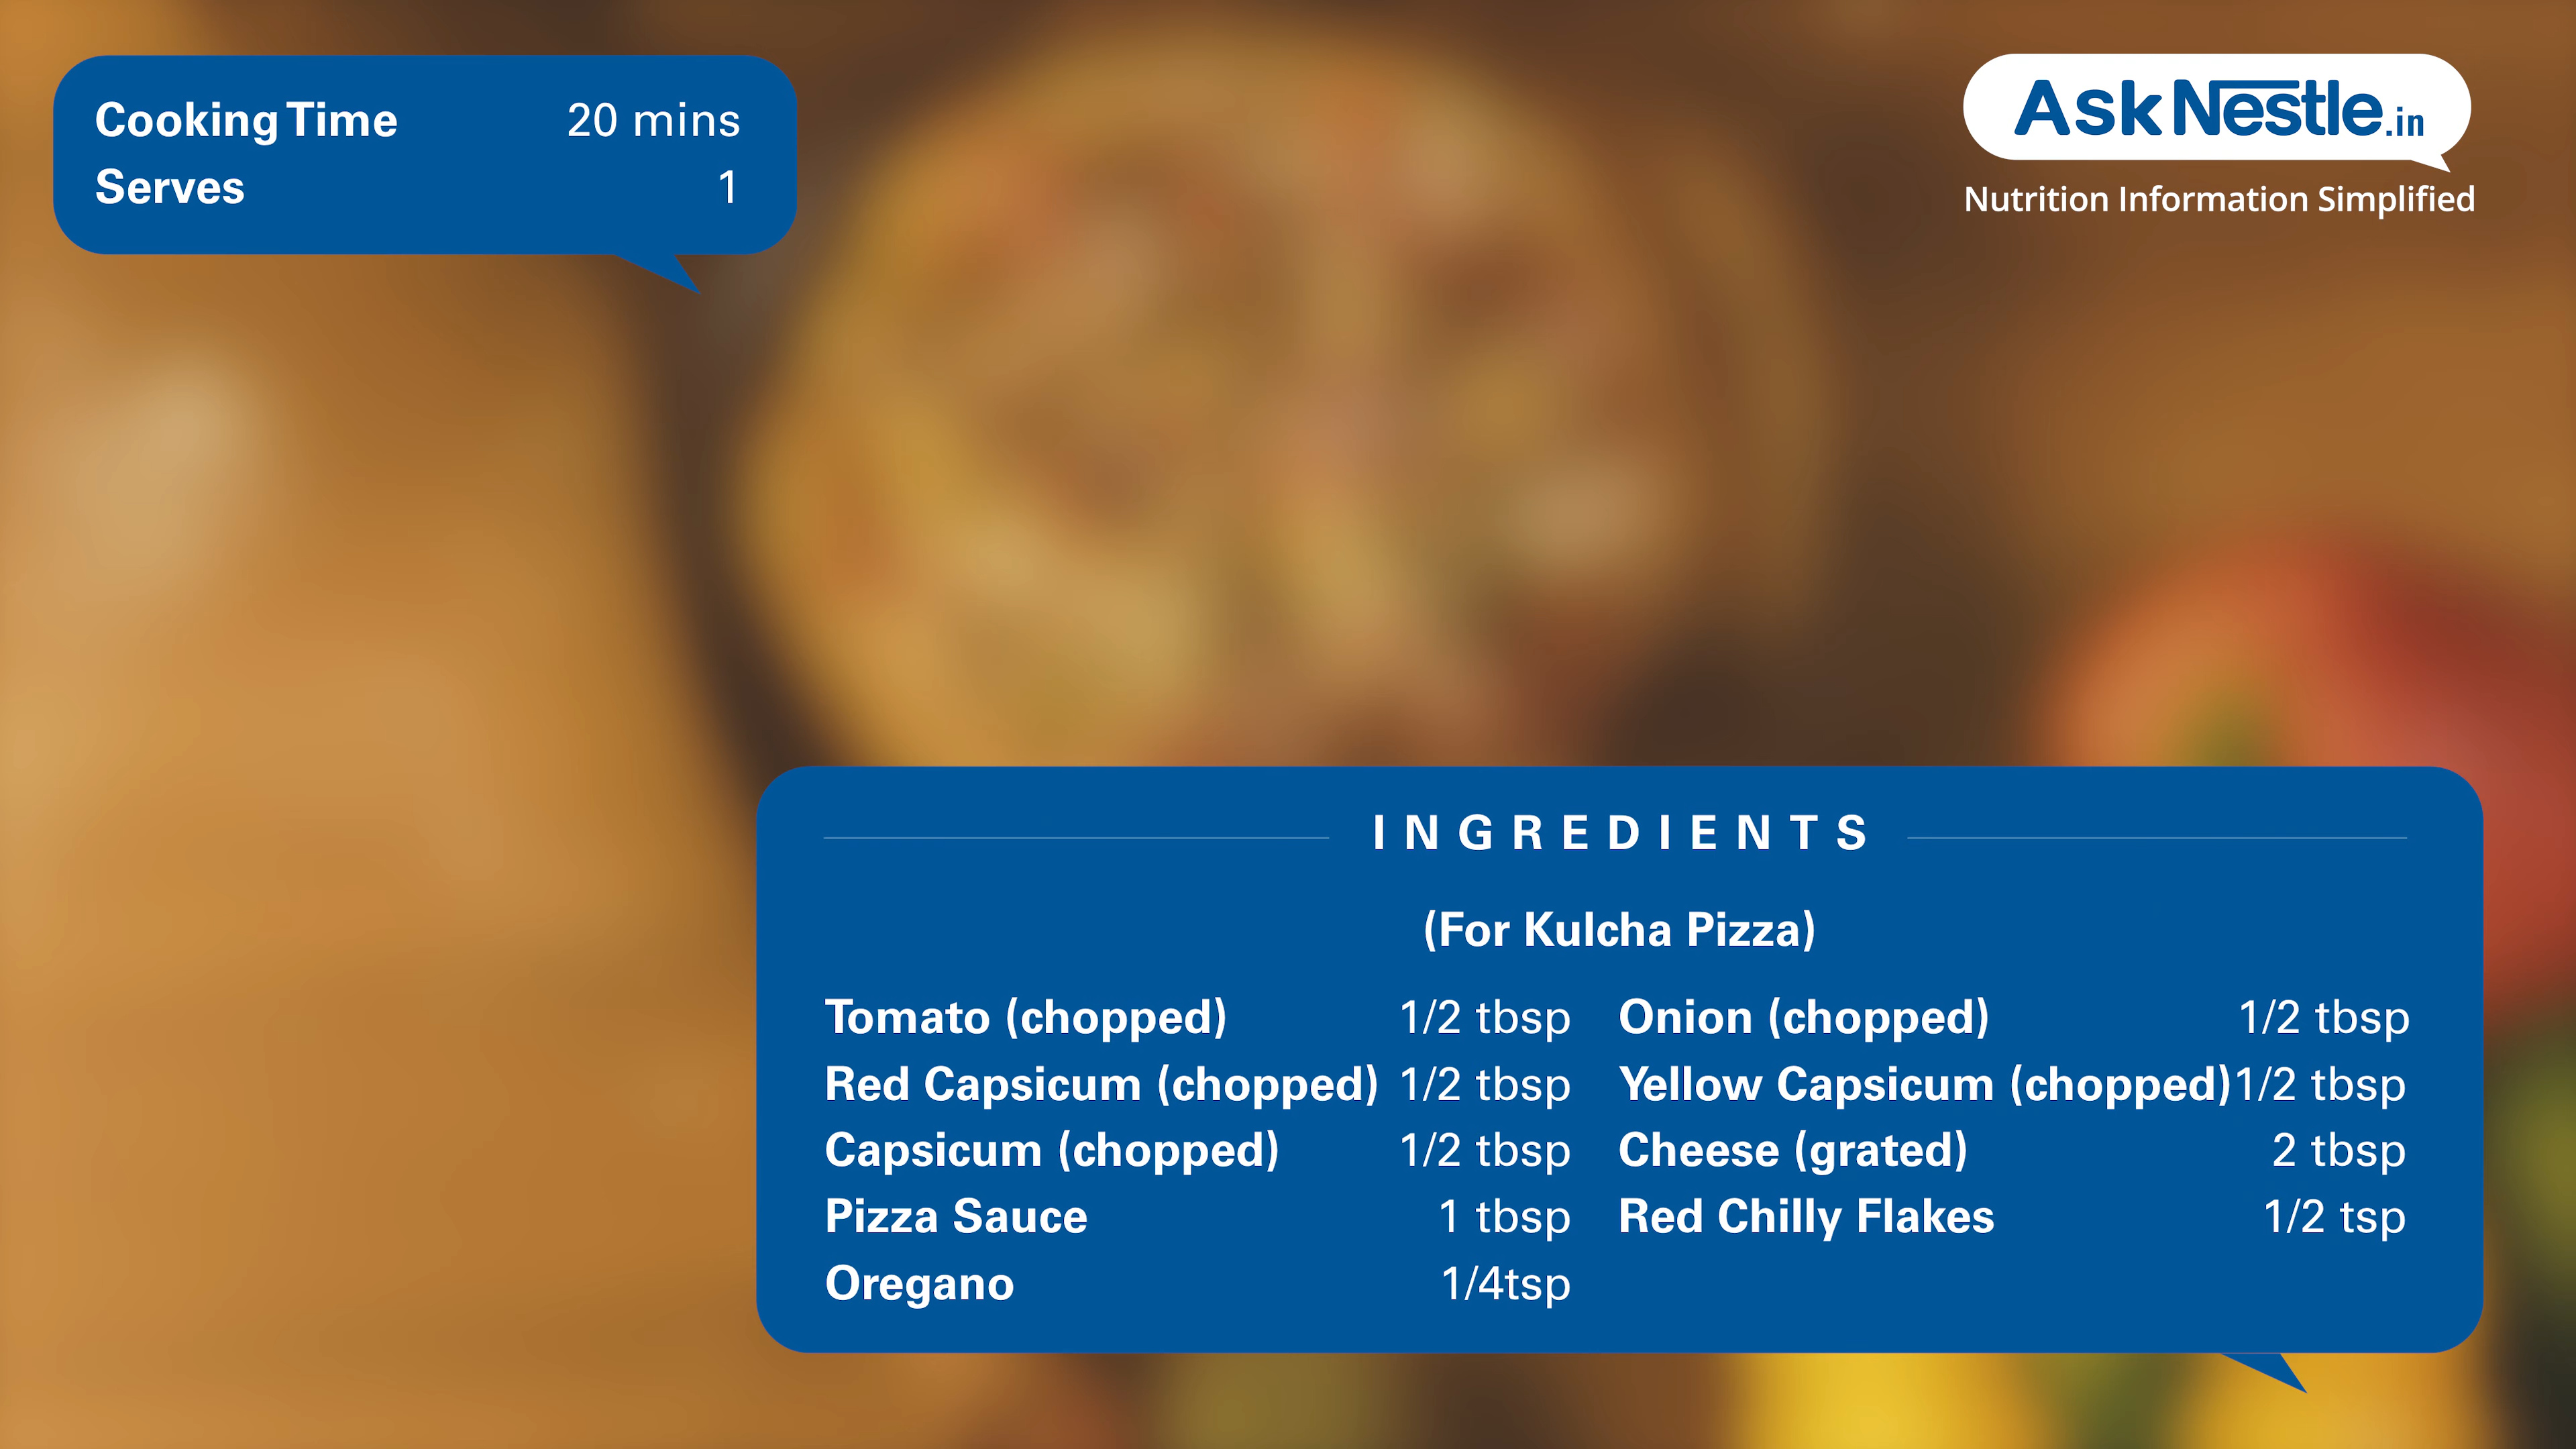 Cooking Time 20 mins
Serves 1
AskNestle.in
Nutrition Information Simplified
INGREDIENTS
(For Kulcha Pizza)
Tomato (chopped) 1/2 tbsp Onion (chopped) 1/2 tbsp
Red Capsicum (chopped) 1/2 tbsp Yellow Capsicum (chopped) 1/2 tbsp
Capsicum (chopped) 1/2 tbsp Cheese (grated) 2 tbsp
Pizza Sauce 1 tbsp Red Chilly Flakes 1/2 tsp
Oregano 1/4tsp